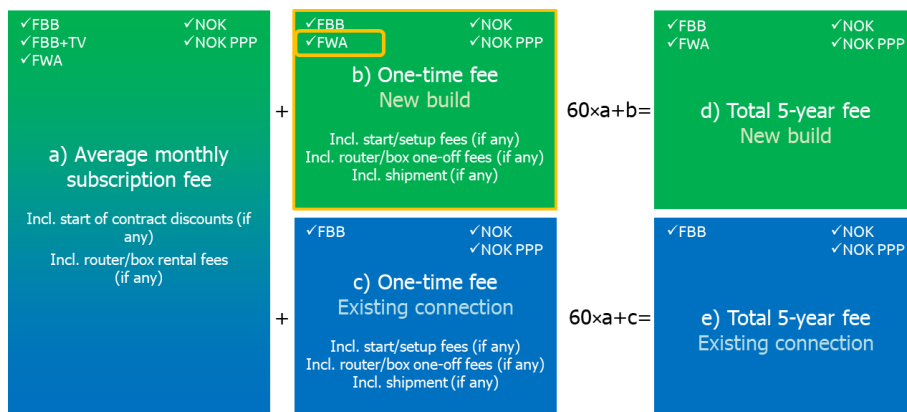 ✓FBB ✓NOK
✓FBB+TV ✓NOK PPP
✓FWA
a) Average monthly
subscription fee
Incl. start of contract discounts (if
any)
Incl. router/box rental fees
(if any)
+
✓FBB ✓NOK
✓FWA ✓NOK PPP
b) One-time fee
New build
Incl. start/setup fees (if any)
Incl. router/box one-off fees (if any)
Incl. shipment (if any)
60×a+b=
✓FBB ✓NOK
✓FWA ✓NOK PPP
d) Total 5-year fee
New build
+
✓FBB ✓NOK
✓NOK PPP
c) One-time fee
Existing connection
Incl. start/setup fees (if any)
Incl. router/box one-off fees (if any)
Incl. shipment (if any)
60×a+c=
✓FBB ✓NOK
✓NOK PPP
e) Total 5-year fee
Existing connection